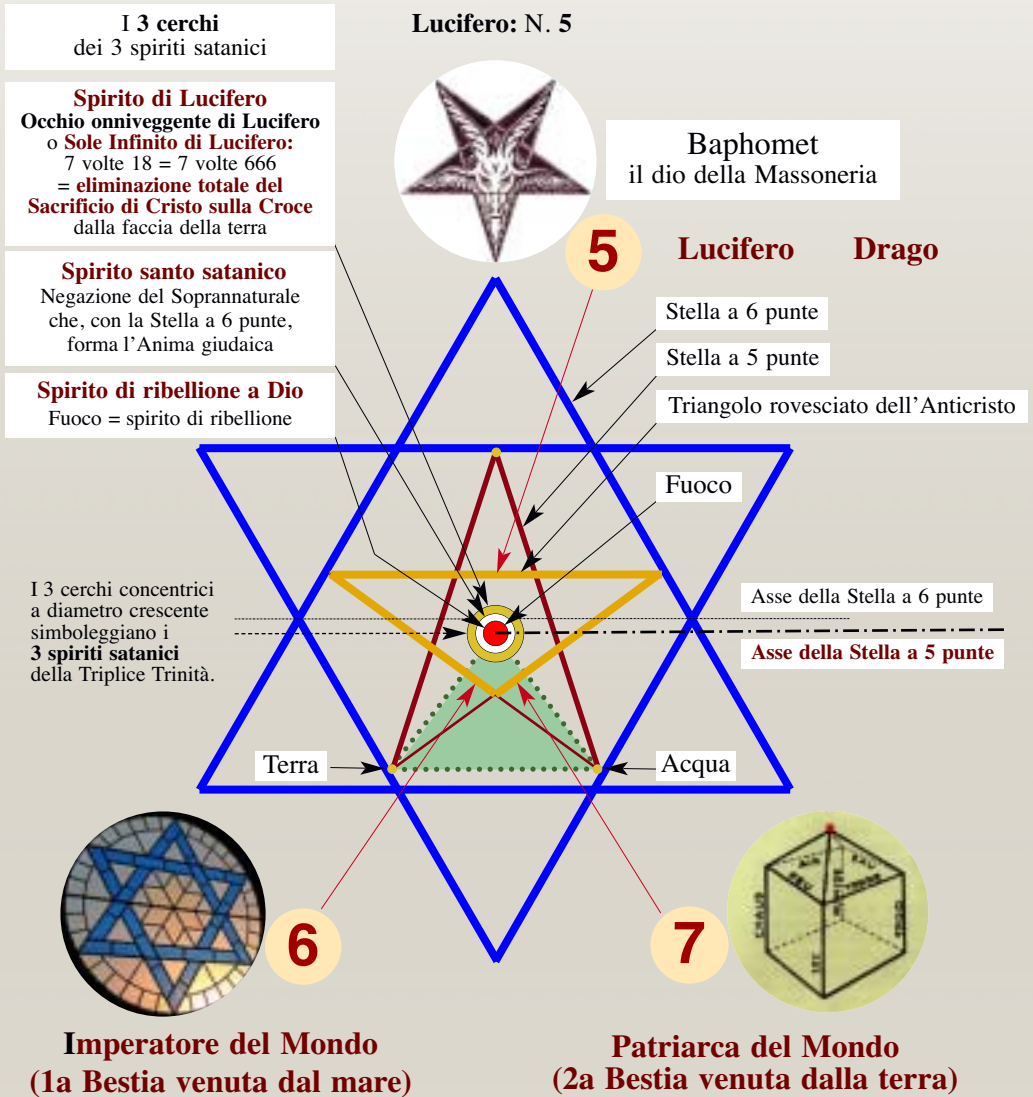 I 3 cerchi
dei 3 spiriti satanici
Lucifero: N. 5
Spirito di Lucifero
Occhio onniveggente di Lucifero
o Sole Infinito di Lucifero:
7 volte 18 = 7 volte 666
= eliminazione totale del
Sacrificio di Cristo sulla Croce
dalla faccia della terra
Baphomet
il dio della Massoneria
5
Lucifero Drago
Spirito santo satanico
Negazione del Soprannaturale
che, con la Stella a 6 punte,
forma l'Anima giudaica
Spirito di ribellione a Dio
Fuoco = spirito di ribellione
Stella a 6 punte
Stella a 5 punte
Triangolo rovesciato dell'Anticristo
Fuoco
I 3 cerchi concentrici
a diametro crescente
simboleggiano i
3 spiriti satanici
della Triplice Trinità.
Asse della Stella a 6 punte
Asse della Stella a 5 punte
Terra
Acqua
6
7
EAU
FEU
Imperatore del Mondo
(1a Bestia venuta dal mare)
Patriarca del Mondo
(2a Bestia venuta dalla terra)